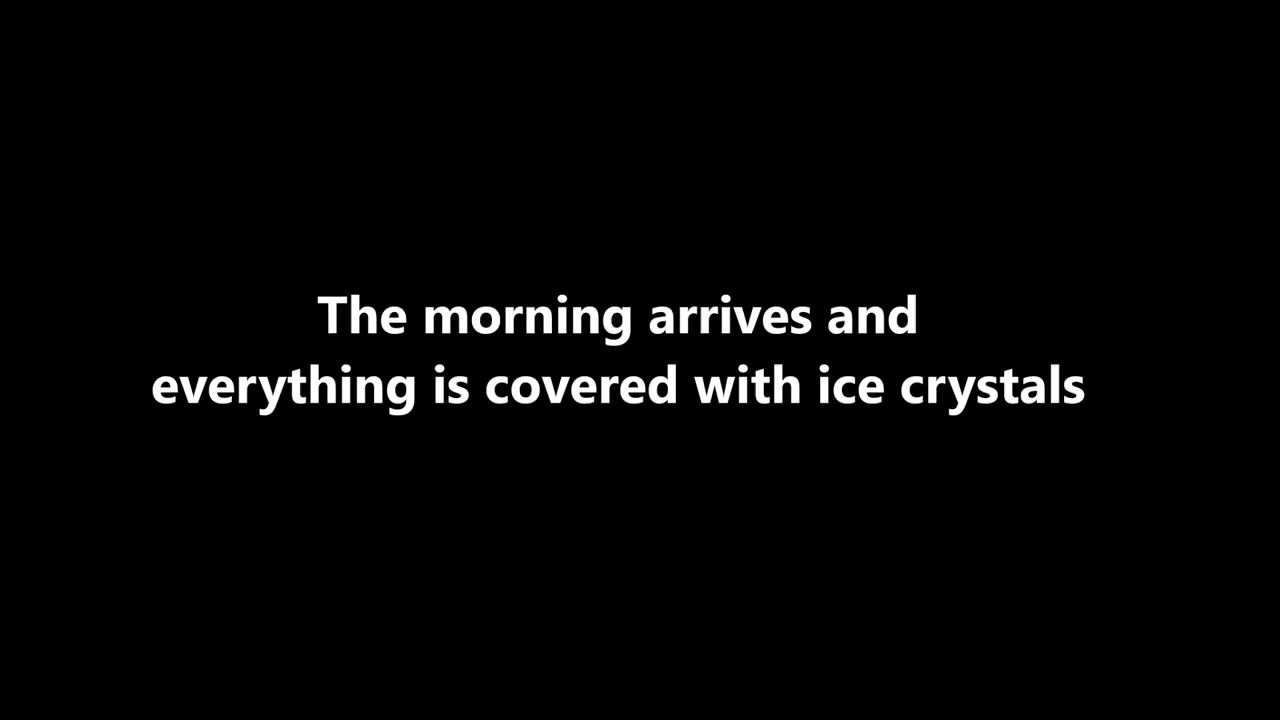 The morning arrives and
everything is covered with ice crystals